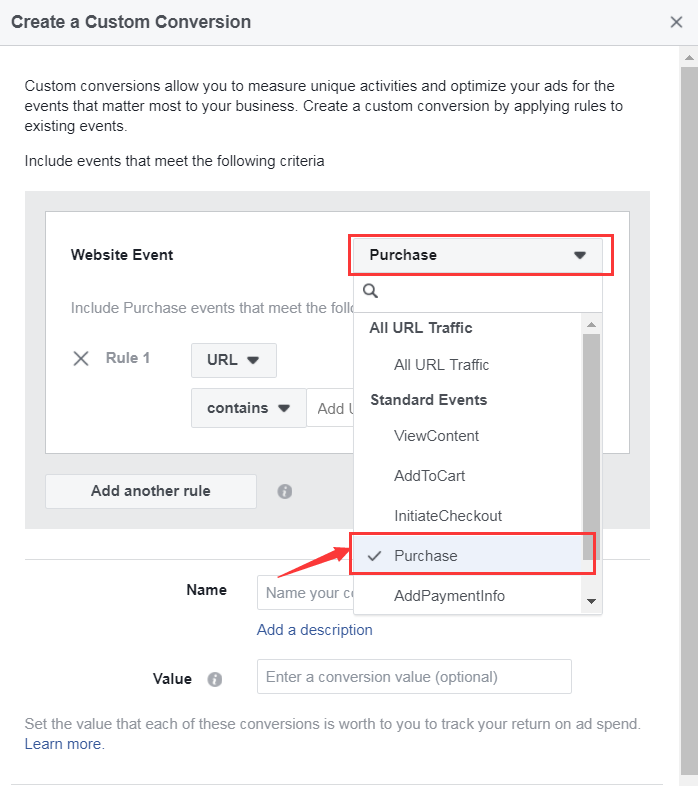 Create a Custom Conversion
Custom conversions allow you to measure unique activities and optimize your ads for the
events that matter most to your business. Create a custom conversion by applying rules to
existing events.
Include events that meet the following criteria
Website Event
Purchase
Include Purchase events that meet the follo
All URL Traffic
All URL Traffic
Standard Events
ViewContent
AddToCart
InitiateCheckout
Purchase
AddPaymentInfo
Rule 1
URL
contains
Add U
Add another rule
Name
Name your co
Add a description
Value
Enter a conversion value (optional)
Set the value that each of these conversions is worth to you to track your return on ad spend.
Learn more.